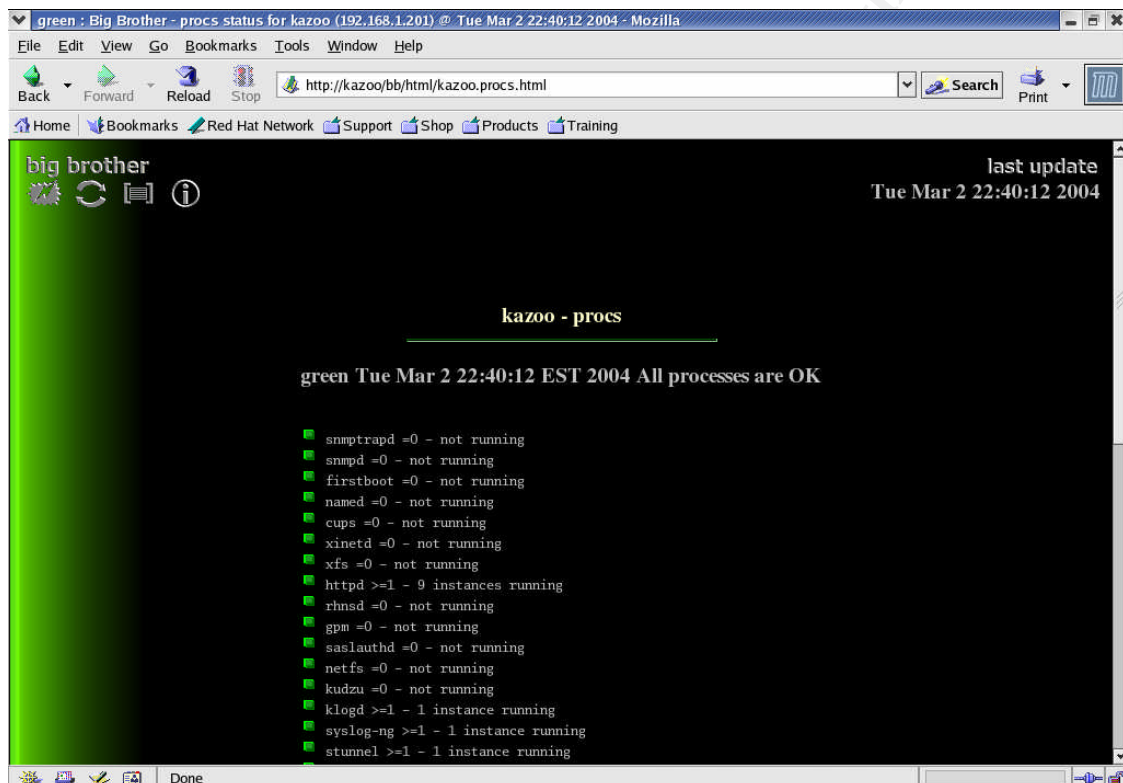 green : Big Brother - procs status for kazoo (192.168.1.201) @ Tue Mar 2 22:40:12 2004 - Mozilla
File Edit View Go Bookmarks Tools Window Help
Back Forward Reload Stop http://kazoo/bb/html/kazoo.procs.html Search Print
Home Bookmarks Red Hat Network Support Shop Products Training
big brother
last update
Tue Mar 2 22:40:12 2004
kazoo - procs
green Tue Mar 2 22:40:12 EST 2004 All processes are OK
snmptrapd =0 - not running
snmpd =0 - not running
firstboot =0 - not running
named =0 - not running
cups =0 - not running
xinetd =0 - not running
xfs =0 - not running
httpd >=1 - 9 instances running
rhnsd =0 - not running
gpm =0 - not running
saslauthd =0 - not running
netfs =0 - not running
kudzu =0 - not running
klogd >=1 - 1 instance running
syslog-ng >=1 - 1 instance running
stunnel >=1 - 1 instance running
Done